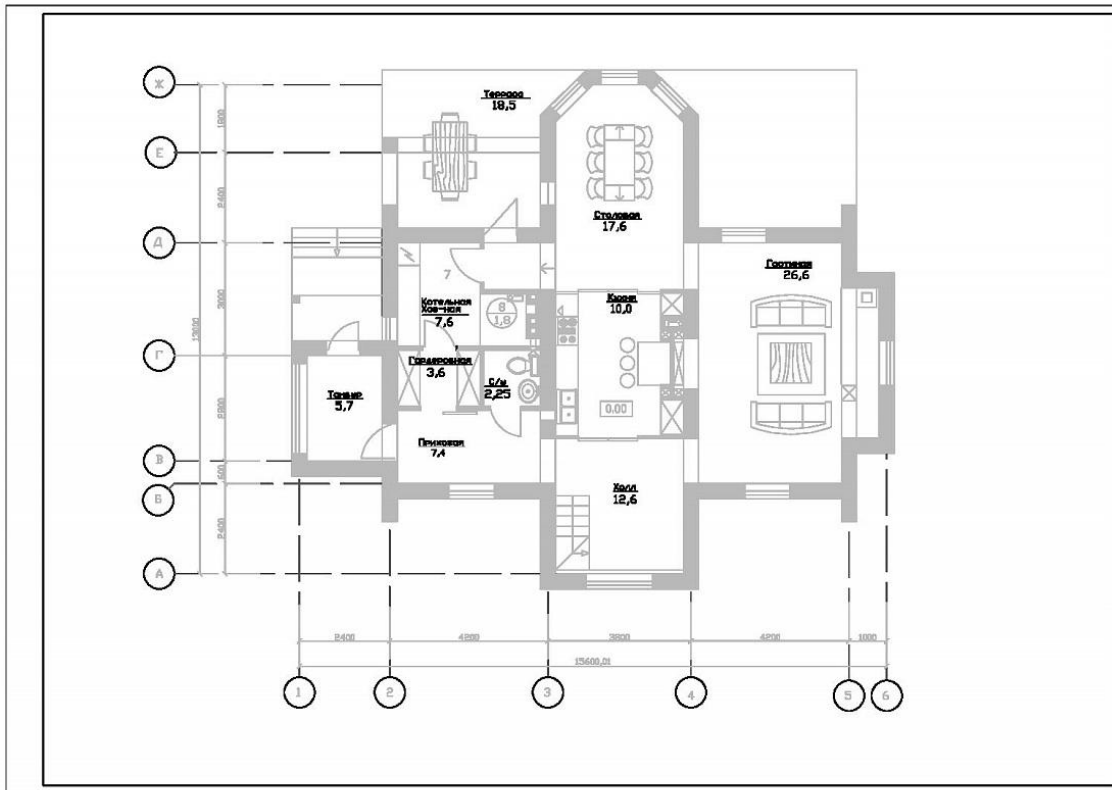 Ж
Терраса
18,5
1800
Е
2400
Столовая
17,6
Д
Гостиная
26,6
7
3000
Котельная
Хоз-ная
7,6
8
1,8
Кухня
10,0
13600
Г
Гардеробная
3,6
С/у
2,25
Тамбур
5,7
2800
0.00
Прихожая
7,4
В
600
Б
Холл
12,6
2400
А
2400
4200
3800
4200
1000
15600,01
1
2
3
4
5
6